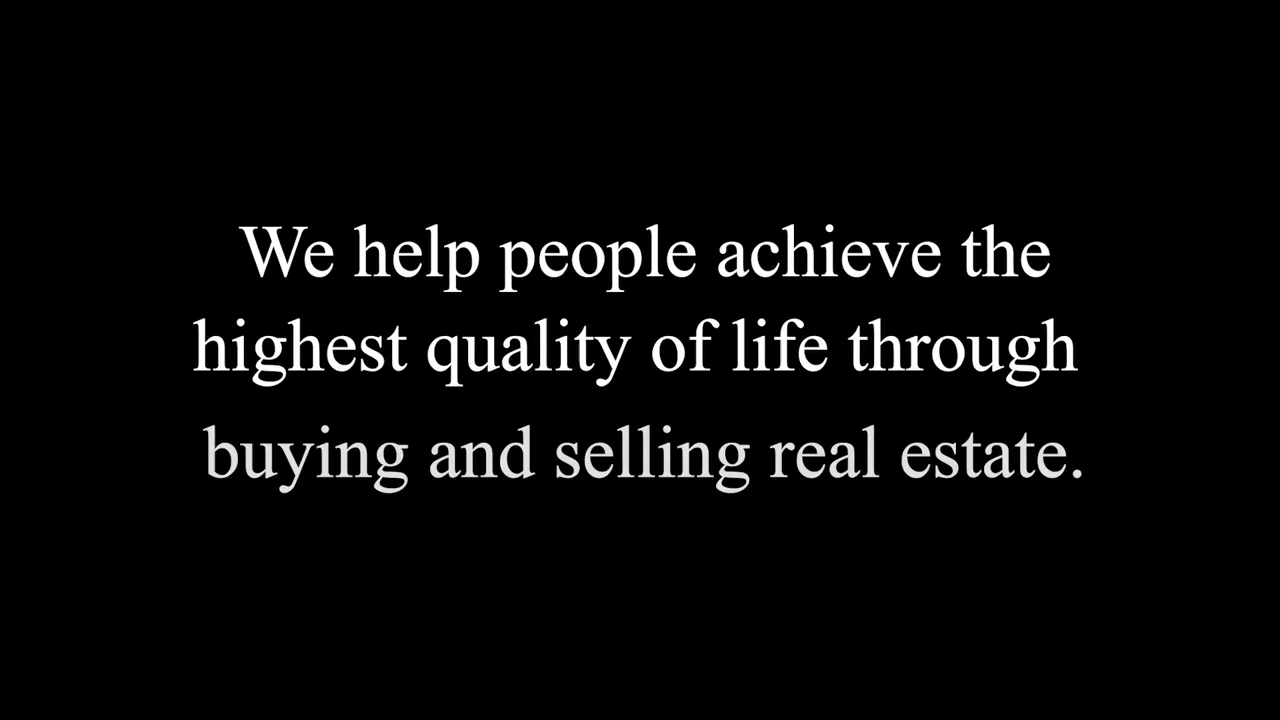 We help people achieve the
highest quality of life through
buying and selling real estate.